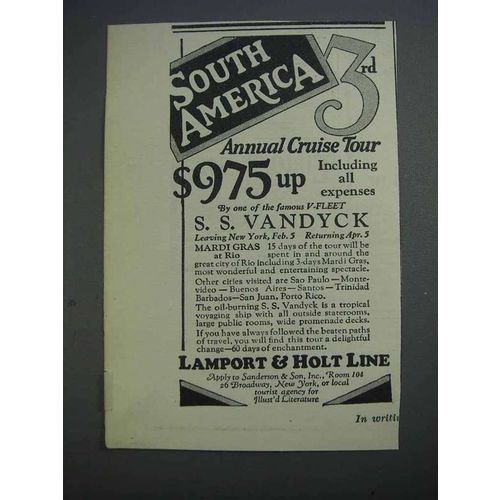 SOUTH
AMERICA
3rd
Annual Cruise Tour
$975 up
Including
all
expenses
By one of the famous V-FLEET
S. S. VANDYCK
Leaving New York, Feb. 5 Returning Apr. 5
MARDI GRAS 15 days of the tour will be
at Rio spent in and around the
great city of Rio including 3-days Mardi Gras,
most wonderful and entertaining spectacle.
Other cities visited are Sao Paulo—Monte-
video — Buenos Aires — Santos — Trinidad
Barbados—San Juan, Porto Rico.
The oil-burning S. S. Vandyck is a tropical
voyaging ship with all outside staterooms,
large public rooms, wide promenade decks.
If you have always followed the beaten paths
of travel, you will find this tour a delightful
change—60 days of enchantment.
LAMPORT & HOLT LINE
Apply to Sanderson & Son, Inc., Room 104
26 Broadway, New York, or local
tourist agency for
Illust'd Literature
In writi